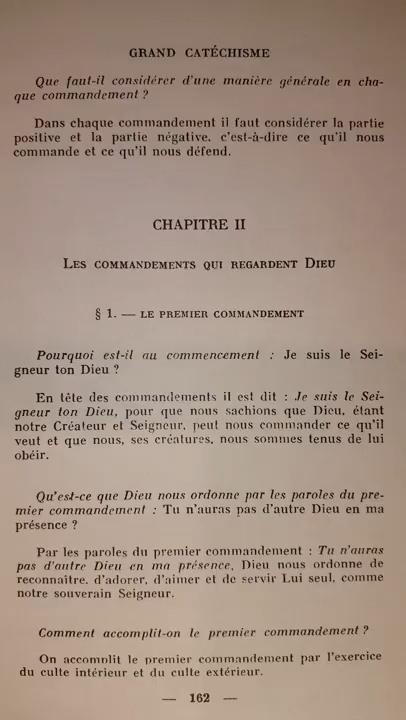 GRAND CATÉCHISME
Que faut-il considérer d'une manière générale en cha-
que commandement ?
Dans chaque commandement il faut considérer la partie
positive et la partie négative, c'est-à-dire ce qu'il nous
commande et ce qu'il nous défend.
CHAPITRE II
LES COMMANDEMENTS QUI REGARDENT DIEU
§ 1. — LE PREMIER COMMANDEMENT
Pourquoi est-il au commencement : Je suis le Sei-
gneur ton Dieu ?
En tête des commandements il est dit : Je suis le Sei-
gneur ton Dieu, pour que nous sachions que Dieu, étant
notre Créateur et Seigneur, peut nous commander ce qu'il
veut et que nous, ses créatures, nous sommes tenus de lui
obéir.
Qu'est-ce que Dieu nous ordonne par les paroles du pre-
mier commandement : Tu n'auras pas d'autre Dieu en ma
présence ?
Par les paroles du premier commandement : Tu n'auras
pas d'autre Dieu en ma présence, Dieu nous ordonne de
reconnaître, d'adorer, d'aimer et de servir Lui seul, comme
notre souverain Seigneur.
Comment accomplit-on le premier commandement ?
On accomplit le premier commandement par l'exercice
du culte intérieur et du culte extérieur.
— 162 —